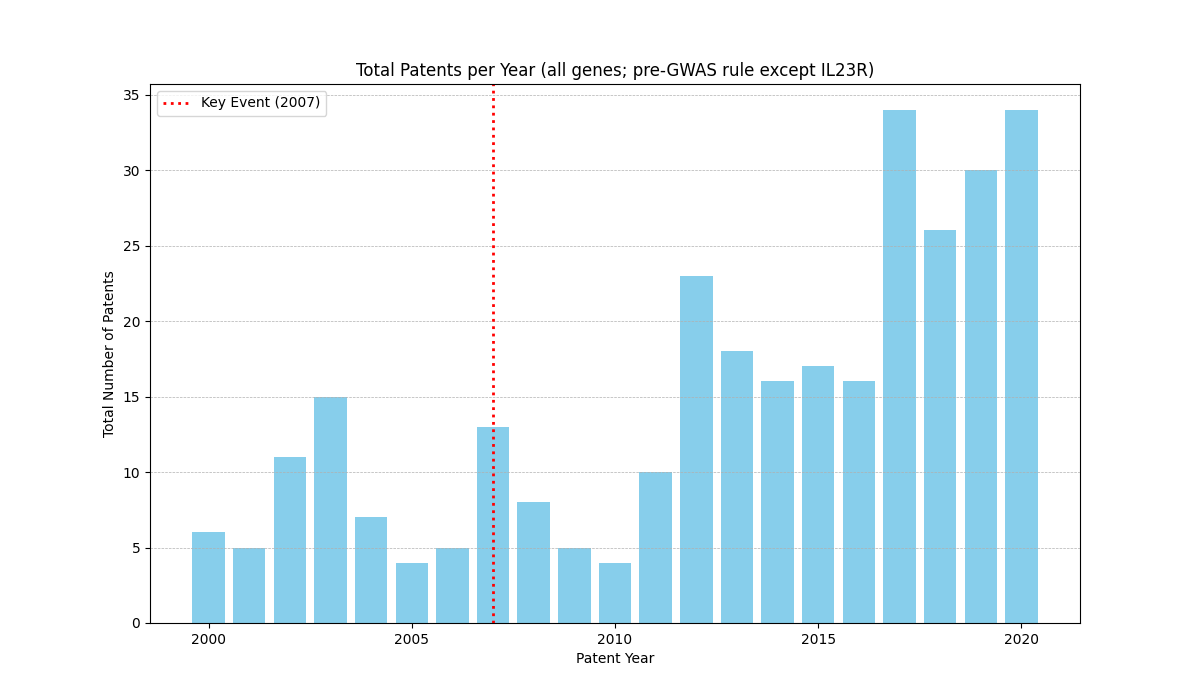 Total Patents per Year (all genes; pre-GWAS rule except IL23R)
Key Event (2007)
Total Number of Patents
35
30
25
20
15
10
5
0
2000 2005 2010 2015 2020
Patent Year